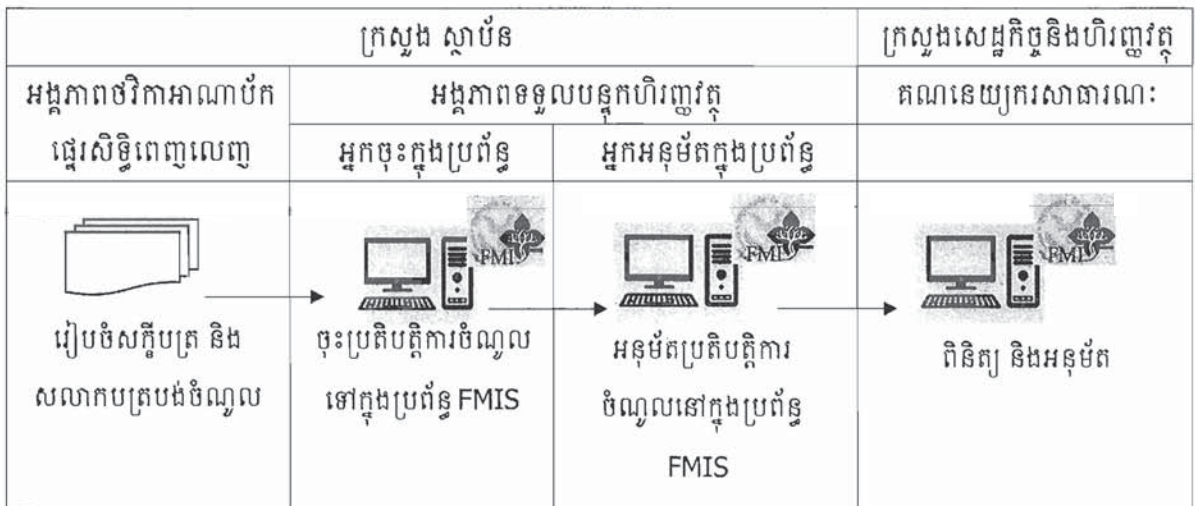 ក្រសួង ស្ថាប័ន
ក្រសួងសេដ្ឋកិច្ចនិងហិរញ្ញវត្ថុ
អង្គភាពថវិកាអាណាប័ក
ផ្ទេរសិទ្ធិពេញលេញ
អង្គភាពទទួលបន្ទុកហិរញ្ញវត្ថុ
គណនេយ្យករសាធារណៈ
អ្នកចុះក្នុងប្រព័ន្ធ
អ្នកអនុម័តក្នុងប្រព័ន្ធ
FMI
FMI
FMI
រៀបចំសក្ខីបត្រ និង
សលាកបត្របង់ចំណូល
ចុះប្រតិបត្តិការចំណូល
ទៅក្នុងប្រព័ន្ធ FMIS
អនុម័តប្រតិបត្តិការ
ចំណូលនៅក្នុងប្រព័ន្ធ
FMIS
ពិនិត្យ និងអនុម័ត